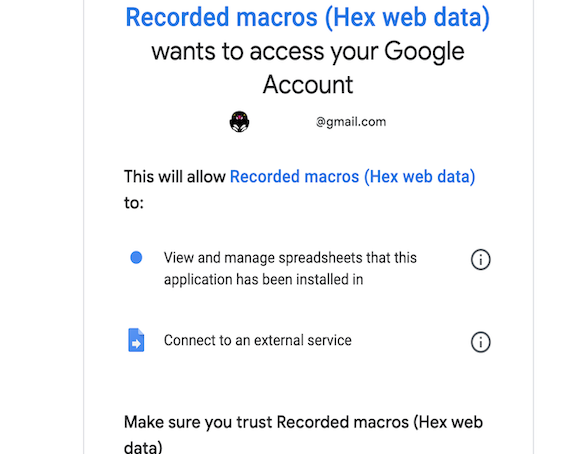 Recorded macros (Hex web data)
wants to access your Google
Account
@gmail.com
This will allow Recorded macros (Hex web data)
to:
View and manage spreadsheets that this
application has been installed in
Connect to an external service
Make sure you trust Recorded macros (Hex web
data)